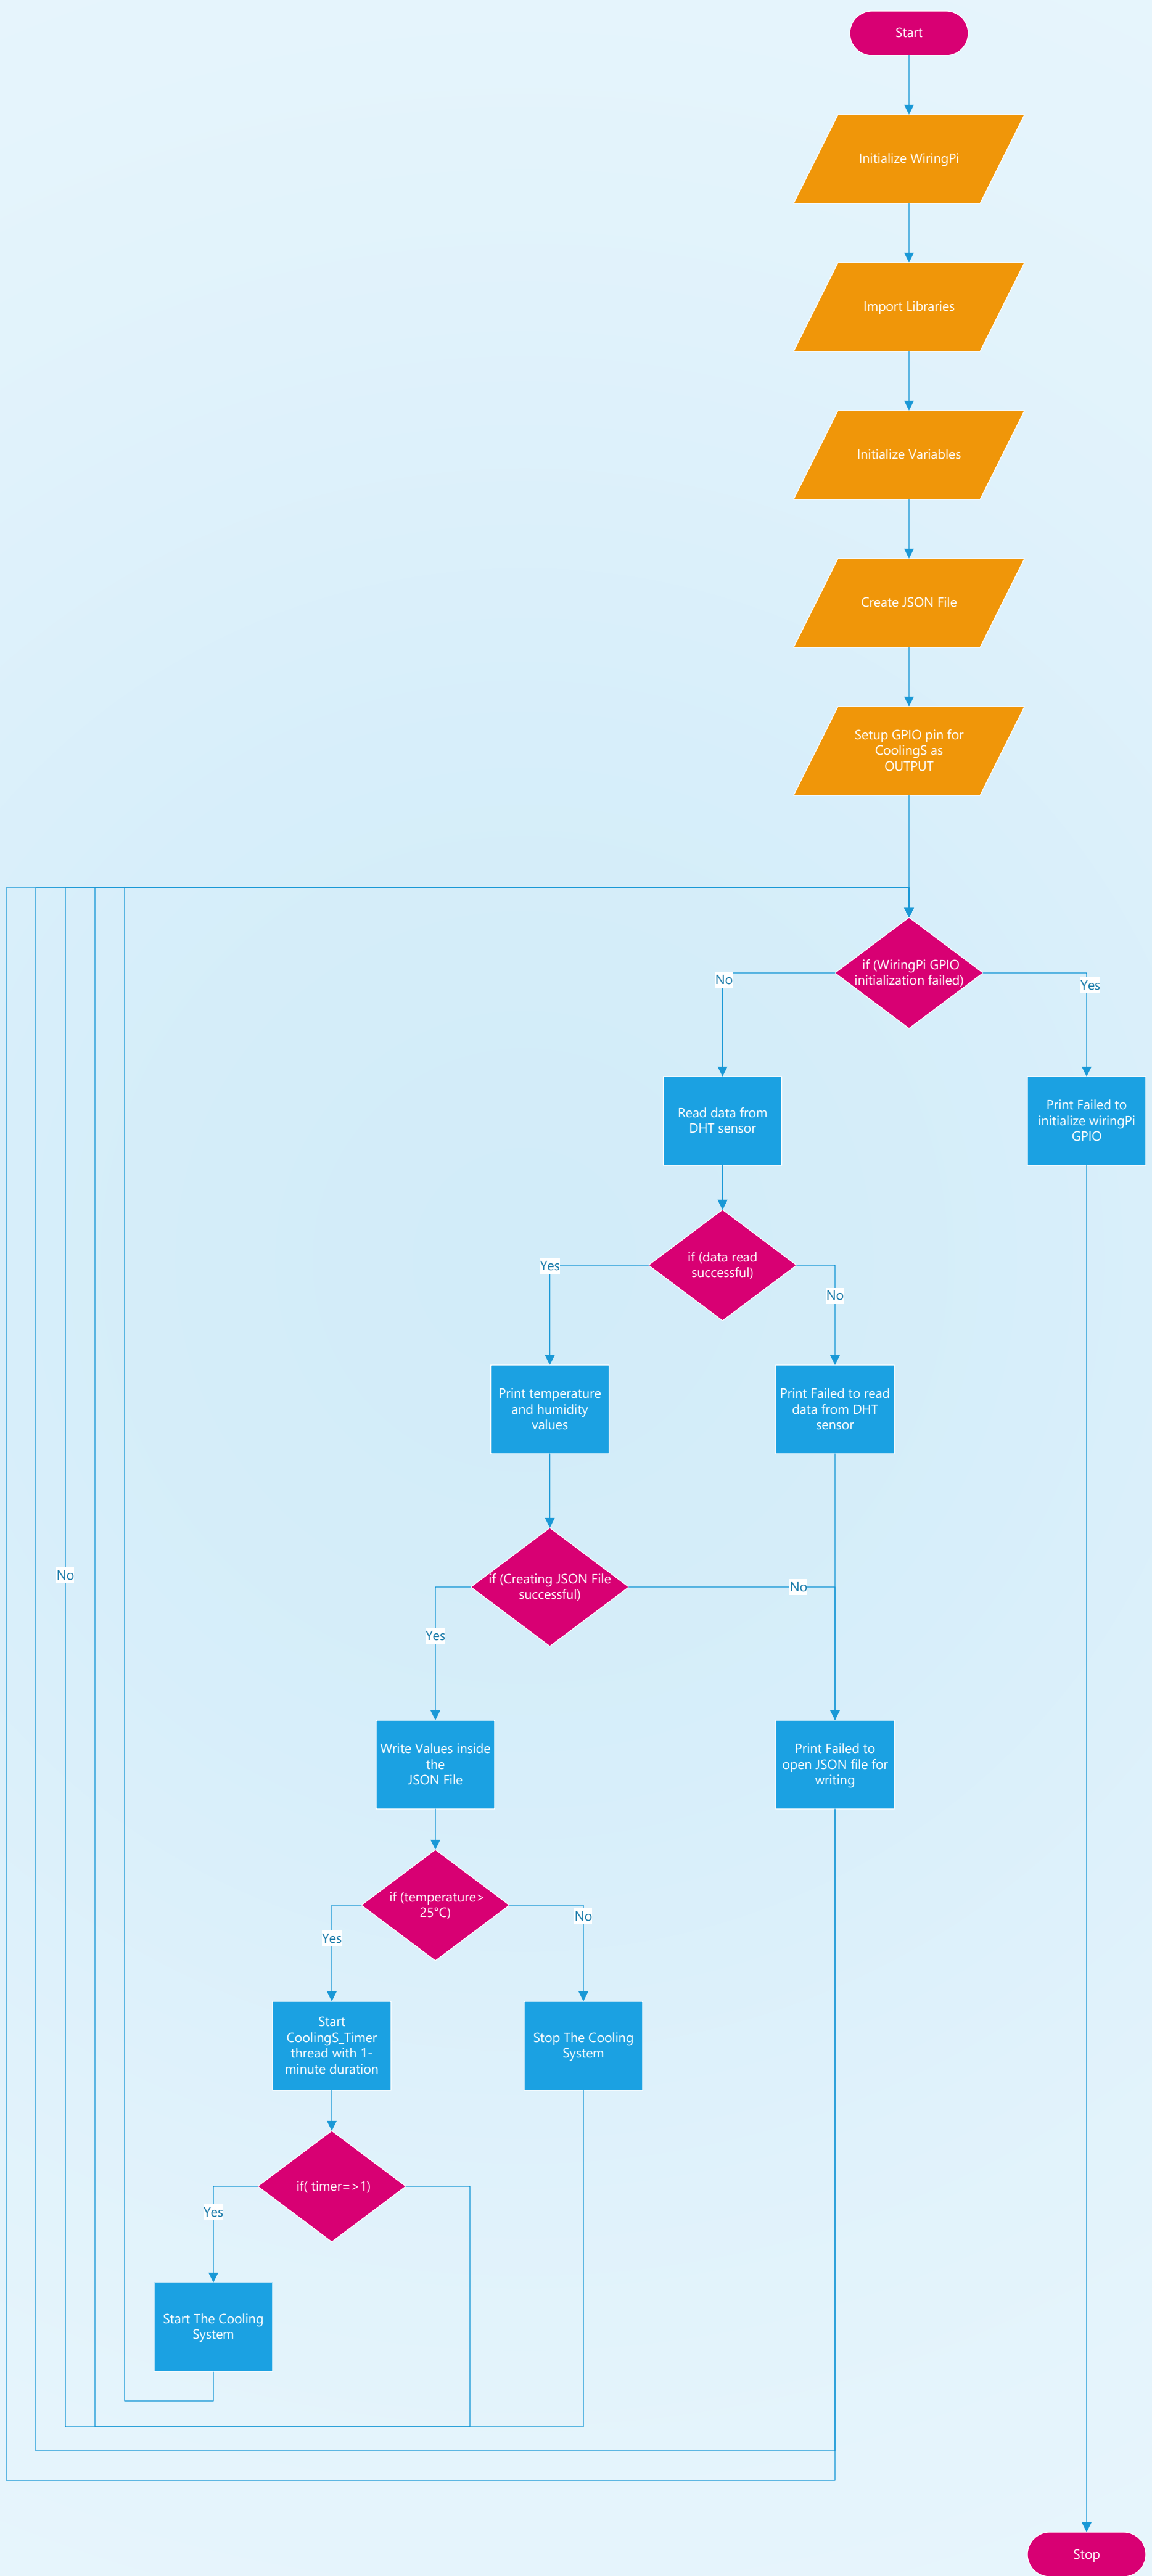 Start
Initialize WiringPi
Import Libraries
Initialize Variables
Create JSON File
Setup GPIO pin for
CoolingS as
OUTPUT
if (WiringPi GPIO
initialization failed)
No
Yes
Read data from
DHT sensor
Print Failed to
initialize wiringPi
GPIO
if (data read
successful)
Yes
No
Print temperature
and humidity
values
Print Failed to read
data from DHT
sensor
if (Creating JSON File
successful)
No
No
Yes
Write Values inside
the
JSON File
Print Failed to
open JSON file for
writing
if (temperature>
25°C)
Yes
No
Start
CoolingS_Timer
thread with 1-
minute duration
Stop The Cooling
System
if( timer=>1)
Yes
Start The Cooling
System
Stop